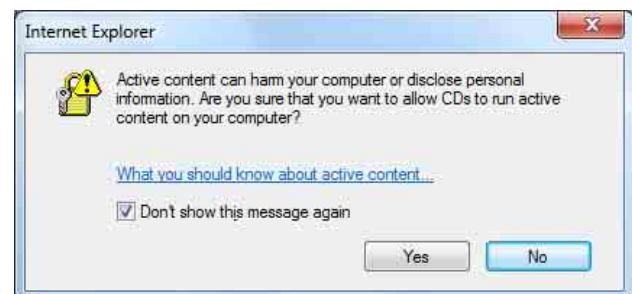 Internet Explorer
Active content can harm your computer or disclose personal
information. Are you sure that you want to allow CDs to run active
content on your computer?
What you should know about active content...
Don't show this message again
Yes No